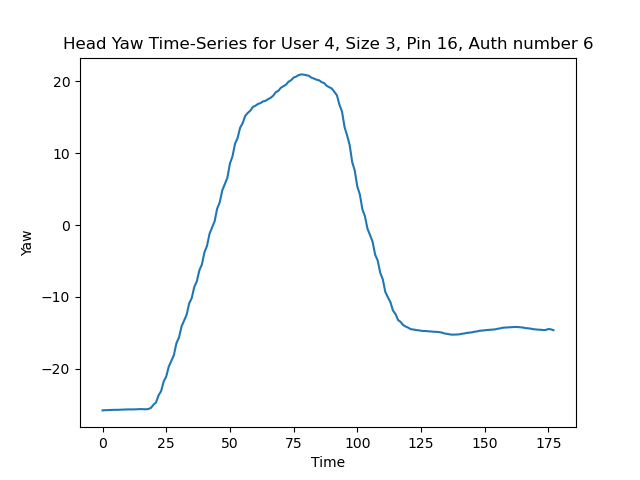 Head Yaw Time-Series for User 4, Size 3, Pin 16, Auth number 6
20
10
0
−10
−20
Yaw
0 25 50 75 100 125 150 175
Time